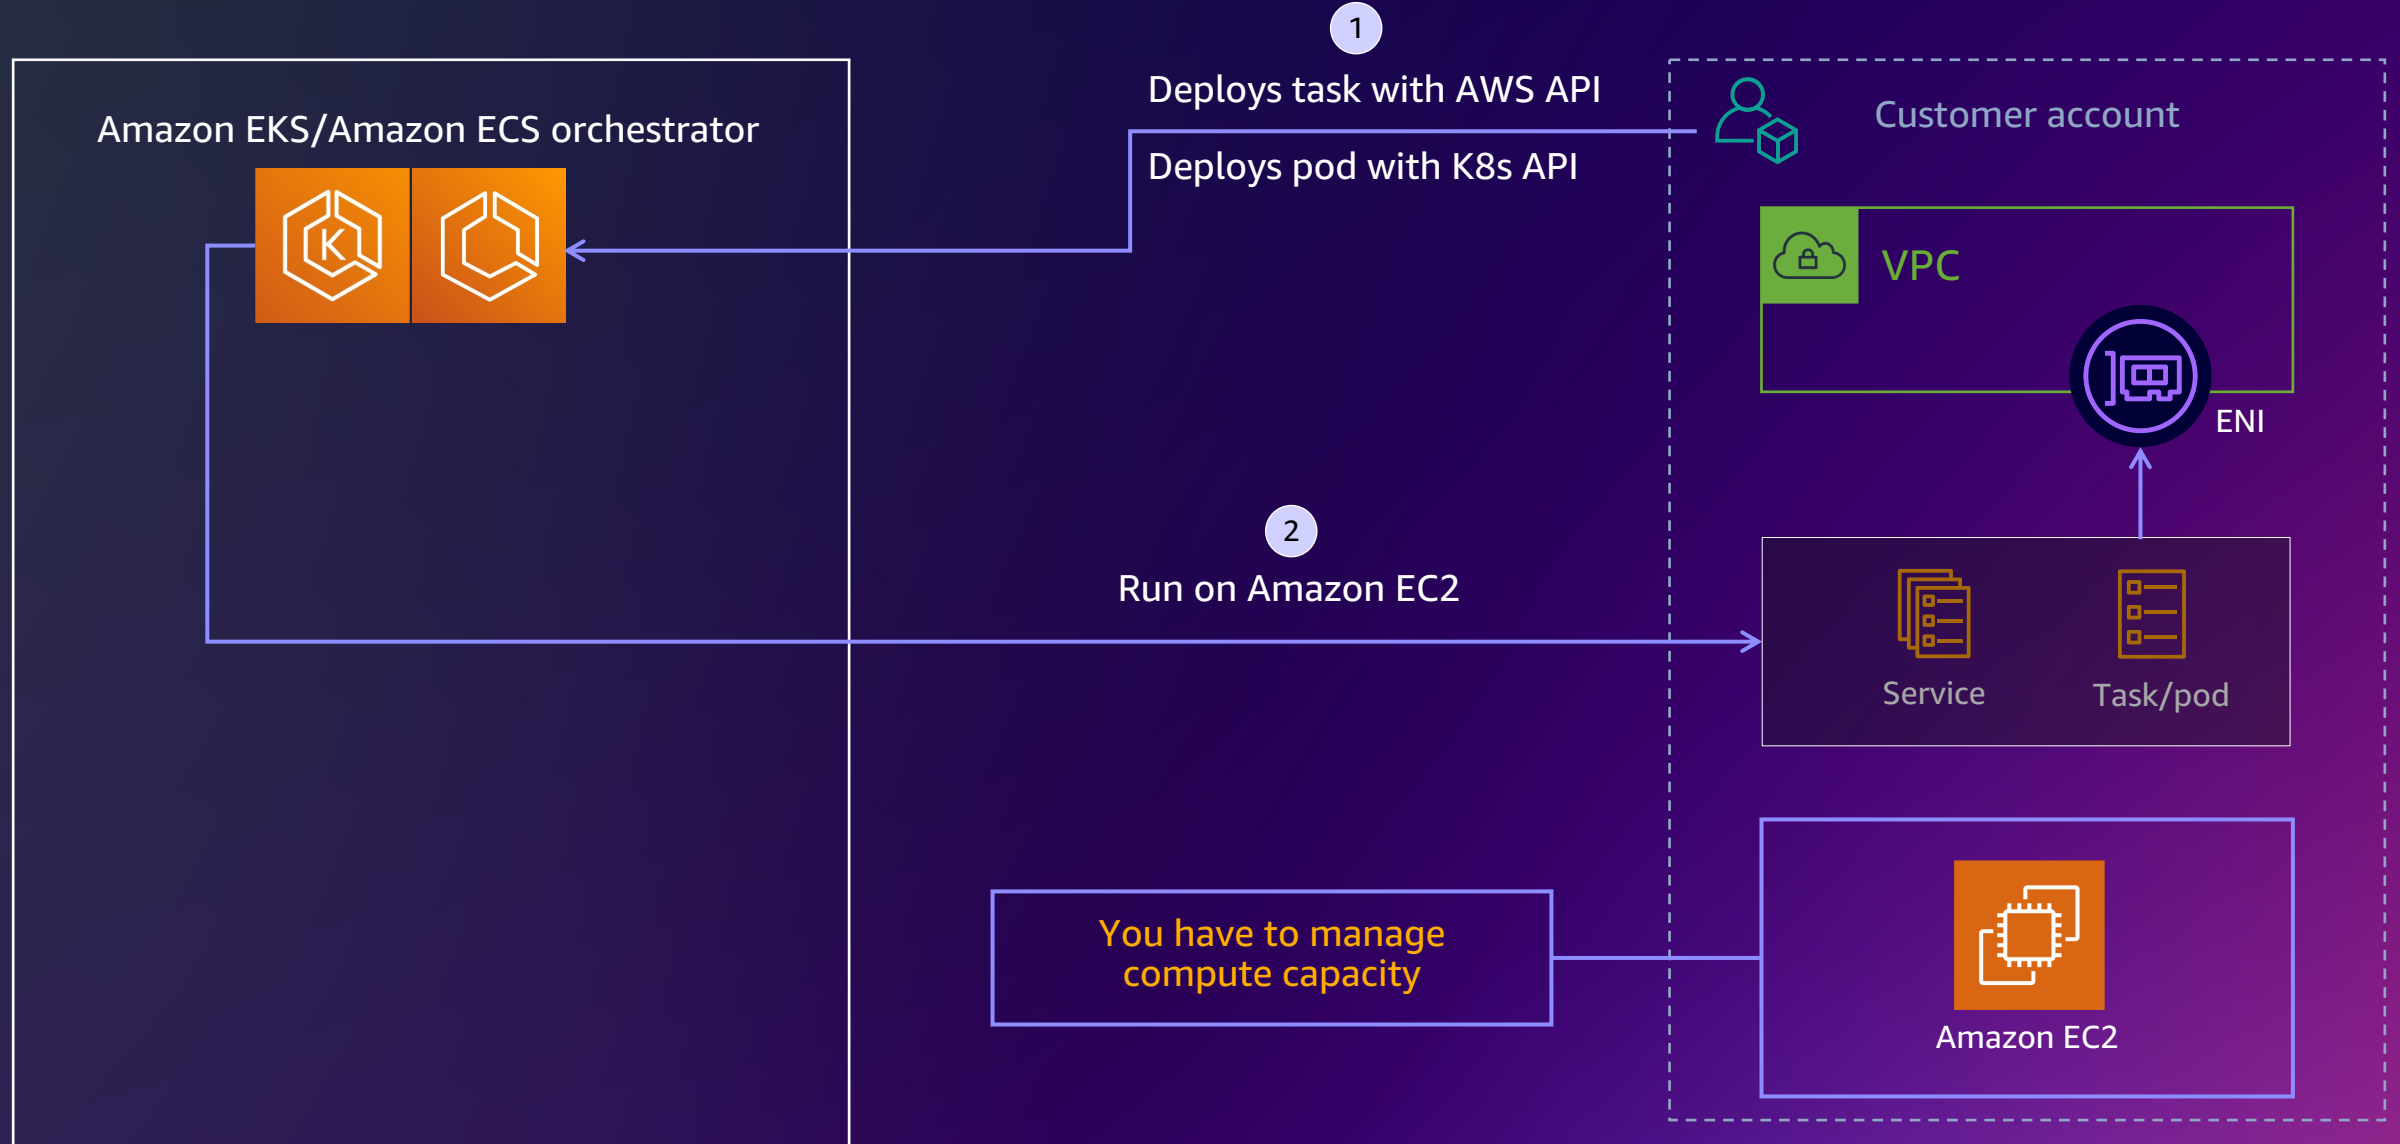 1
Deploys task with AWS API
Deploys pod with K8s API
Amazon EKS/Amazon ECS orchestrator
K
Customer account
VPC
ENI
2
Run on Amazon EC2
Service
Task/pod
You have to manage
compute capacity
Amazon EC2